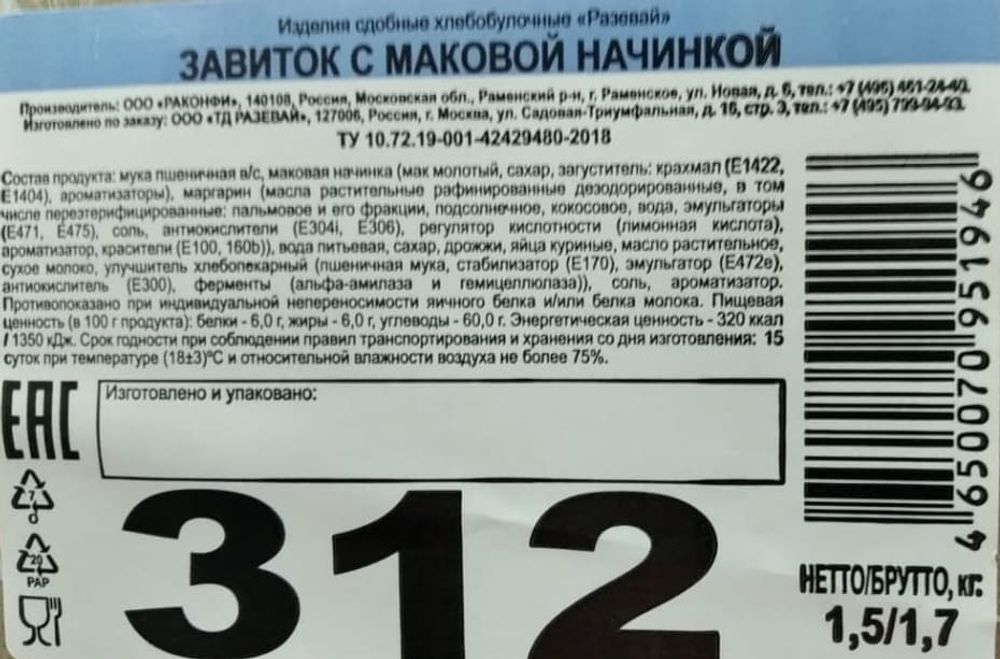 Изделия сдобные хлебобулочные «Разевай»
ЗАВИТОК С МАКОВОЙ НАЧИНКОЙ
Производитель: ООО «РАКОНФИ», 140108, Россия, Московская обл., Раменский р-н, г. Раменское, ул. Новая, д. 6, тел.: +7 (495) 461-24-40.
Изготовлено по заказу: ООО «ТД РАЗЕВАЙ», 127006, Россия, г. Москва, ул. Садовая-Триумфальная, д. 16, стр. 3, тел.: +7 (495) 799-94-93.
ТУ 10.72.19-001-42429480-2018
Состав продукта: мука пшеничная в/с, маковая начинка (мак молотый, сахар, загуститель: крахмал (Е1422,
Е1404), ароматизаторы), маргарин (масла растительные рафинированные дезодорированные, в том
числе переэтерифицированные: пальмовое и его фракции, подсолнечное, кокосовое, вода, эмульгаторы
(Е471, Е475), соль, антиокислители (Е304i, Е306), регулятор кислотности (лимонная кислота),
ароматизатор, красители (Е100, 160b)), вода питьевая, сахар, дрожжи, яйца куриные, масло растительное,
сухое молоко, улучшитель хлебопекарный (пшеничная мука, стабилизатор (Е170), эмульгатор (Е472е),
антиокислитель (Е300), ферменты (альфа-амилаза и гемицеллюлаза)), соль, ароматизатор.
Противопоказано при индивидуальной непереносимости яичного белка и/или белка молока. Пищевая
ценность (в 100 г продукта): белки - 6,0 г, жиры - 6,0 г, углеводы - 60,0 г. Энергетическая ценность - 320 ккал
/ 1350 кДж. Срок годности при соблюдении правил транспортирования и хранения со дня изготовления: 15
суток при температуре (18±3)°С и относительной влажности воздуха не более 75%.
4 650070 951946
ЕАС
Изготовлено и упаковано:
7
20
PAP
312
НЕТТО/БРУТТО, кг:
1,5/1,7